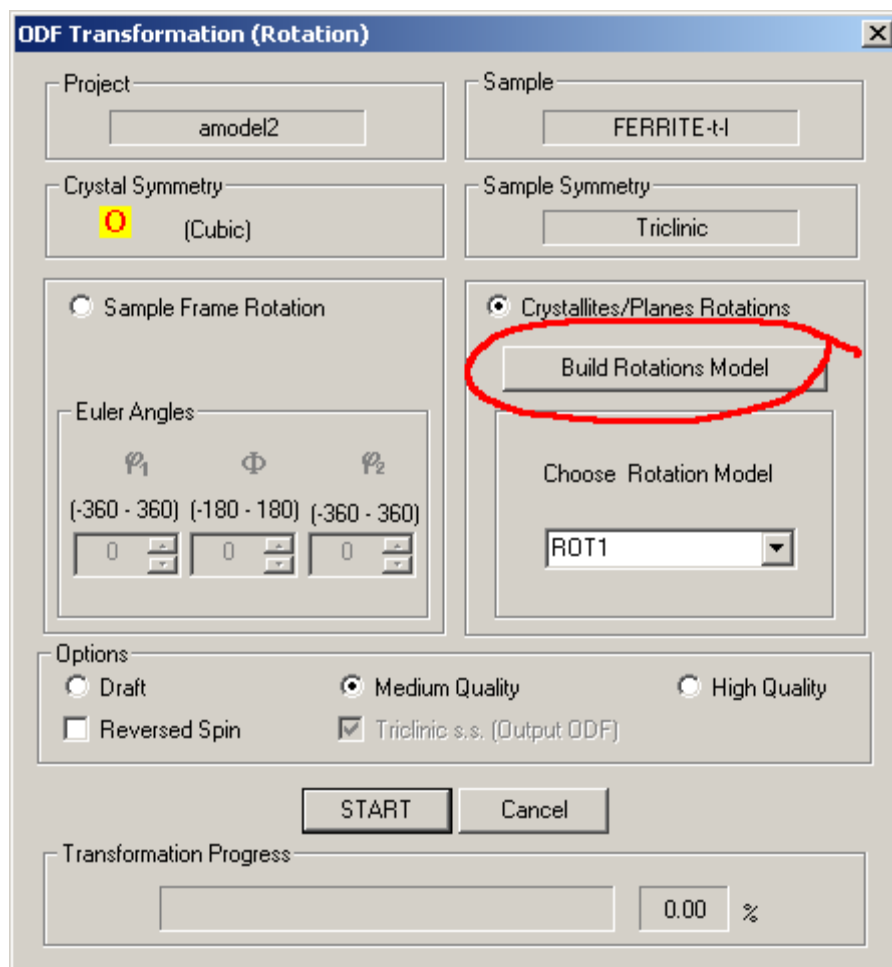 ODF Transformation (Rotation)
Project
amodel2
Sample
FERRITE-t-l
Crystal Symmetry
O (Cubic)
Sample Symmetry
Triclinic
Sample Frame Rotation
Euler Angles
φ1 Φ φ2
(-360 - 360) (-180 - 180) (-360 - 360)
0 0 0
Crystallites/Planes Rotations
Build Rotations Model
Choose Rotation Model
ROT1
Options
Draft Medium Quality High Quality
Reversed Spin Triclinic s.s. (Output ODF)
START Cancel
Transformation Progress
0.00 %